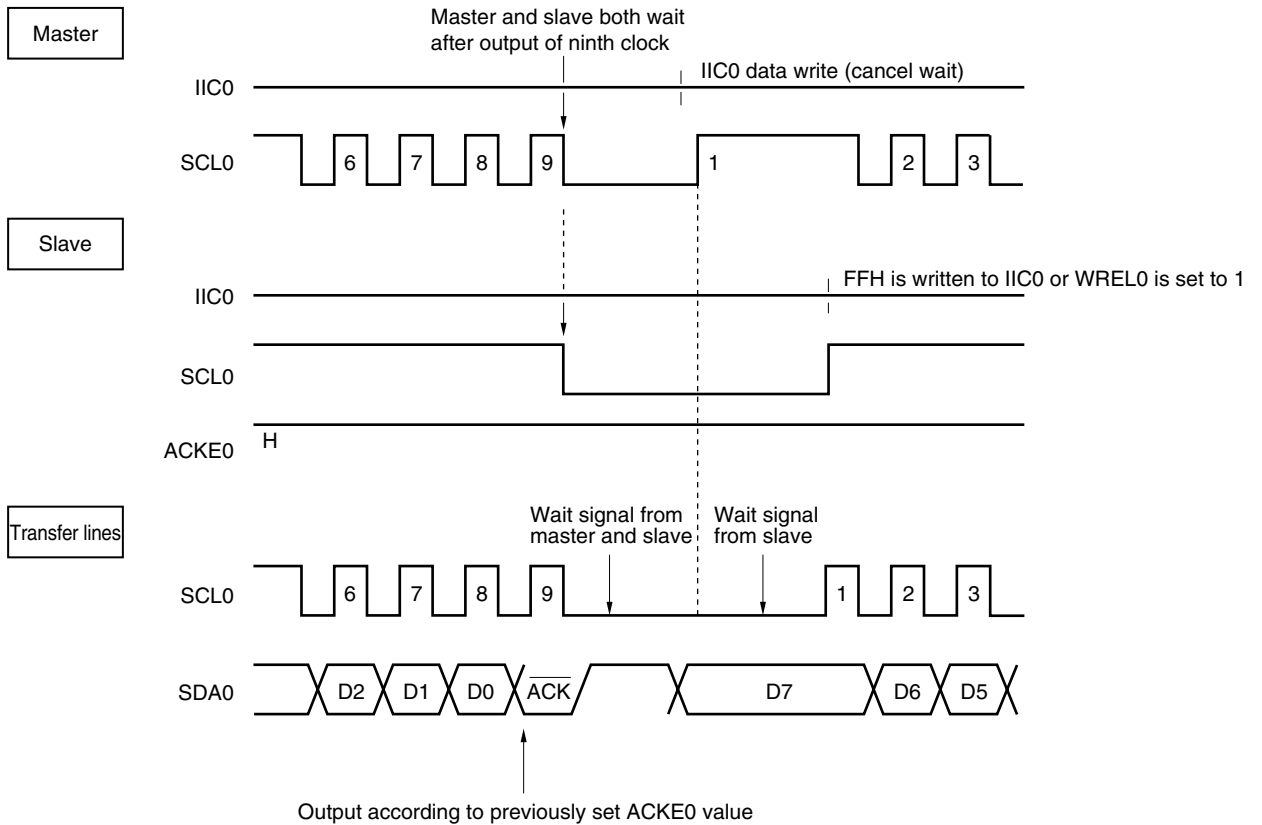 Master
Master and slave both wait
after output of ninth clock
IIC0
IIC0 data write (cancel wait)
SCL0
6 7 8 9 1 2 3
Slave
IIC0
FFH is written to IIC0 or WREL0 is set to 1
SCL0
ACKE0
H
Transfer lines
Wait signal from
master and slave
Wait signal
from slave
SCL0
6 7 8 9 1 2 3
SDA0
D2 D1 D0 A̅C̅K̅ D7 D6 D5
Output according to previously set ACKE0 value